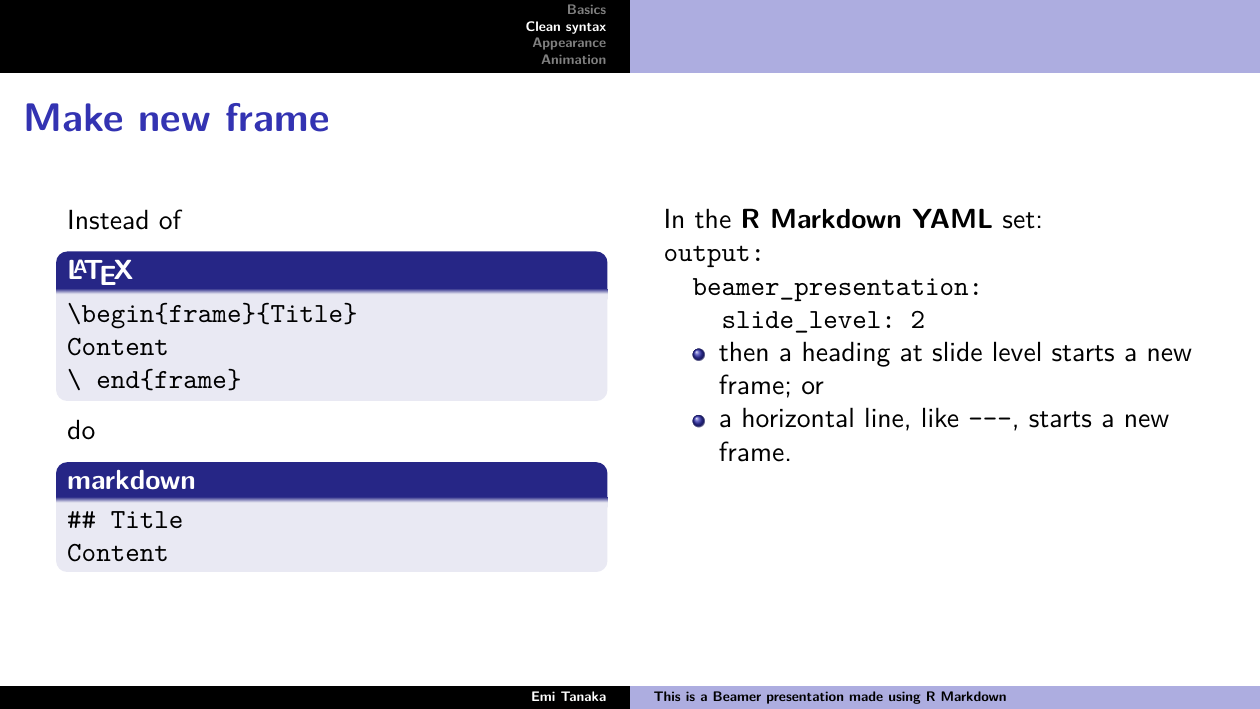 Basics
Clean syntax
Appearance
Animation
Make new frame
Instead of
LATEX
\begin{frame}{Title}
Content
\ end{frame}
do
markdown
## Title
Content
In the R Markdown YAML set:
output:
beamer_presentation:
slide_level: 2
then a heading at slide level starts a new
frame; or
a horizontal line, like ---, starts a new
frame.
Emi Tanaka
This is a Beamer presentation made using R Markdown